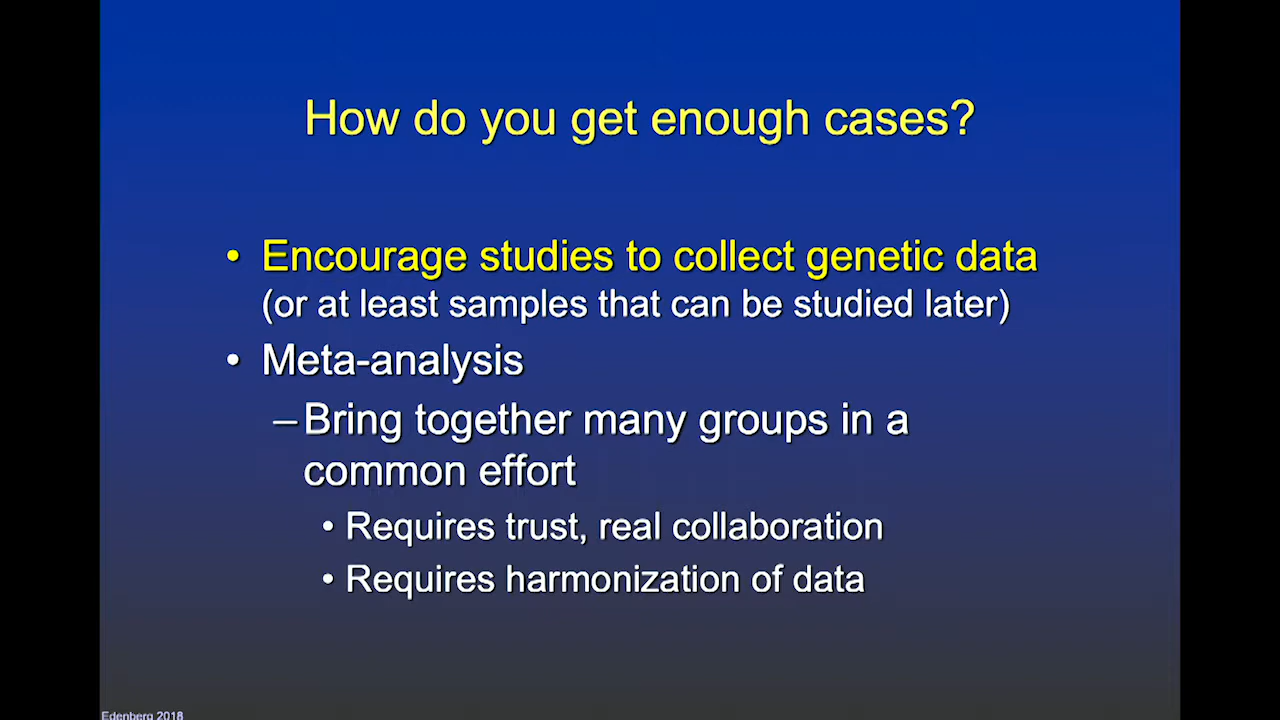 How do you get enough cases?
• Encourage studies to collect genetic data
(or at least samples that can be studied later)
• Meta-analysis
–Bring together many groups in a
common effort
• Requires trust, real collaboration
• Requires harmonization of data
Edenberg 2018